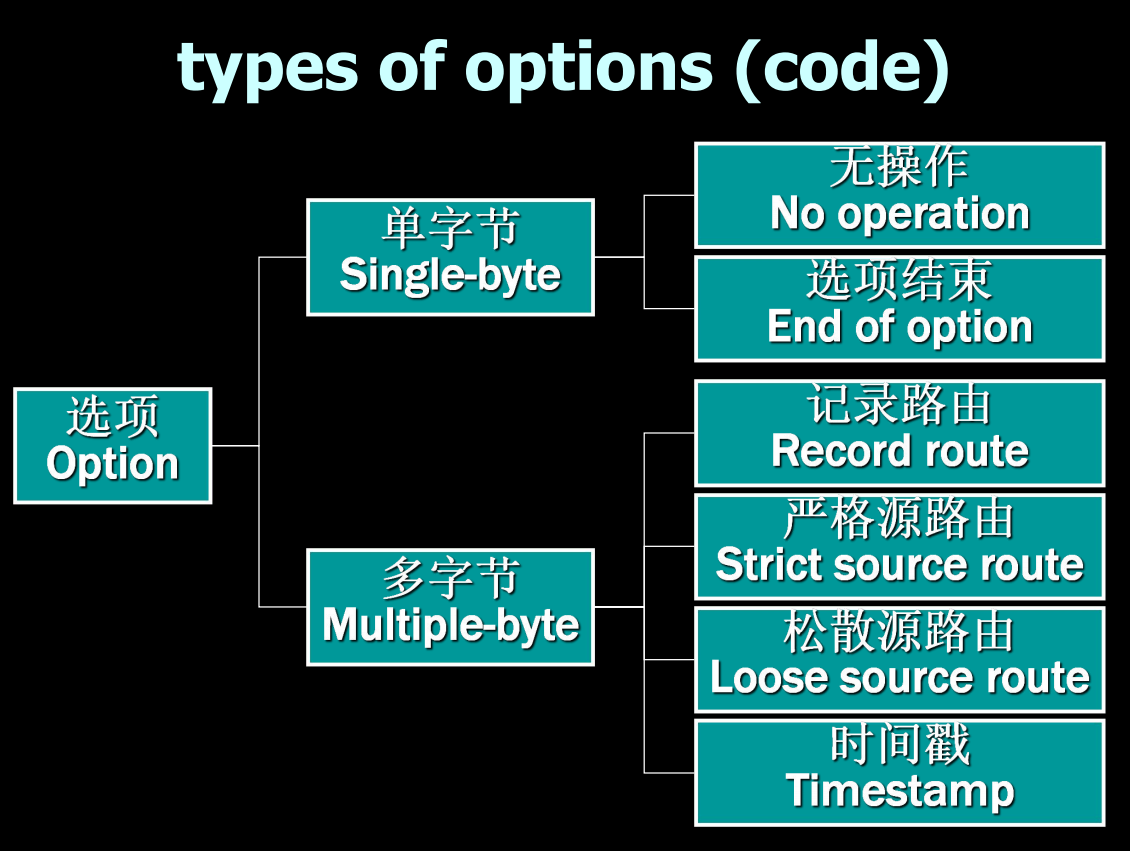 types of options (code)
选项
Option
单字节
Single-byte
无操作
No operation
选项结束
End of option
多字节
Multiple-byte
记录路由
Record route
严格源路由
Strict source route
松散源路由
Loose source route
时间戳
Timestamp